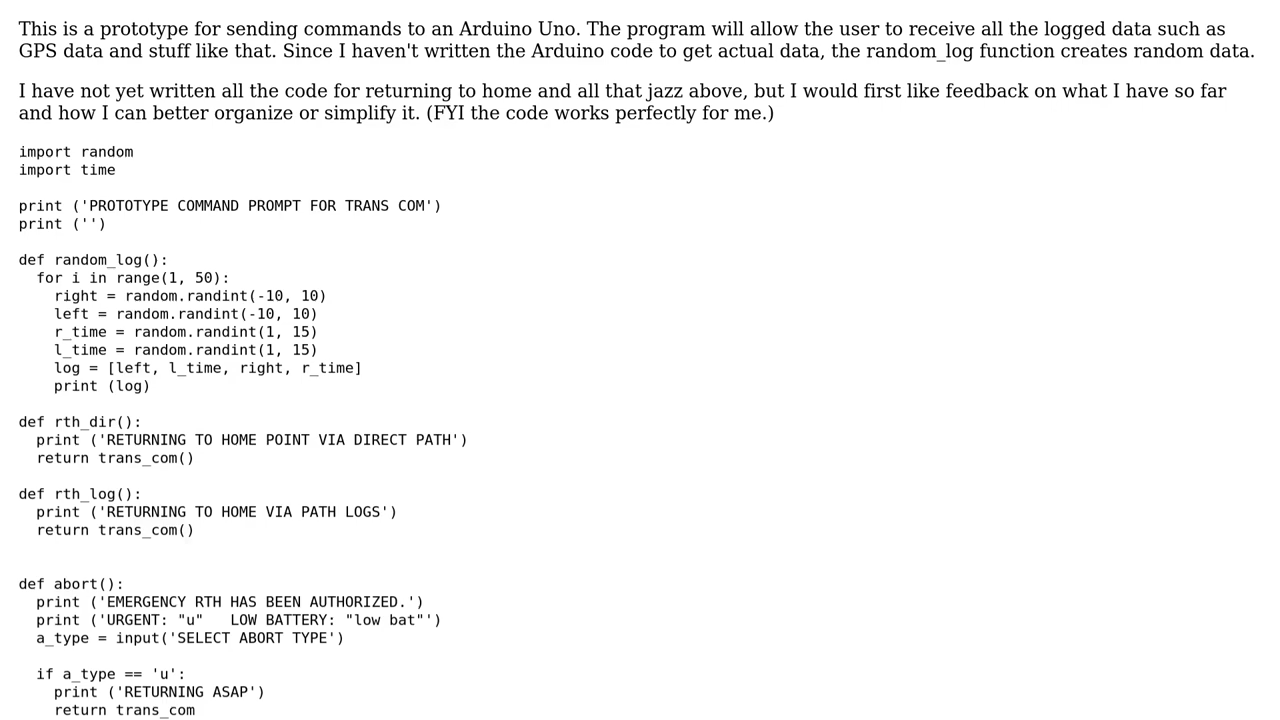 This is a prototype for sending commands to an Arduino Uno. The program will allow the user to receive all the logged data such as
GPS data and stuff like that. Since I haven't written the Arduino code to get actual data, the random_log function creates random data.
I have not yet written all the code for returning to home and all that jazz above, but I would first like feedback on what I have so far
and how I can better organize or simplify it. (FYI the code works perfectly for me.)
import random
import time
print ('PROTOTYPE COMMAND PROMPT FOR TRANS COM')
print ('')
def random_log():
  for i in range(1, 50):
    right = random.randint(-10, 10)
    left = random.randint(-10, 10)
    r_time = random.randint(1, 15)
    l_time = random.randint(1, 15)
    log = [left, l_time, right, r_time]
    print (log)
def rth_dir():
  print ('RETURNING TO HOME POINT VIA DIRECT PATH')
  return trans_com()
def rth_log():
  print ('RETURNING TO HOME VIA PATH LOGS')
  return trans_com()
def abort():
  print ('EMERGENCY RTH HAS BEEN AUTHORIZED.')
  print ('URGENT: "u"   LOW BATTERY: "low bat"')
  a_type = input('SELECT ABORT TYPE')
  if a_type == 'u':
    print ('RETURNING ASAP')
    return trans_com